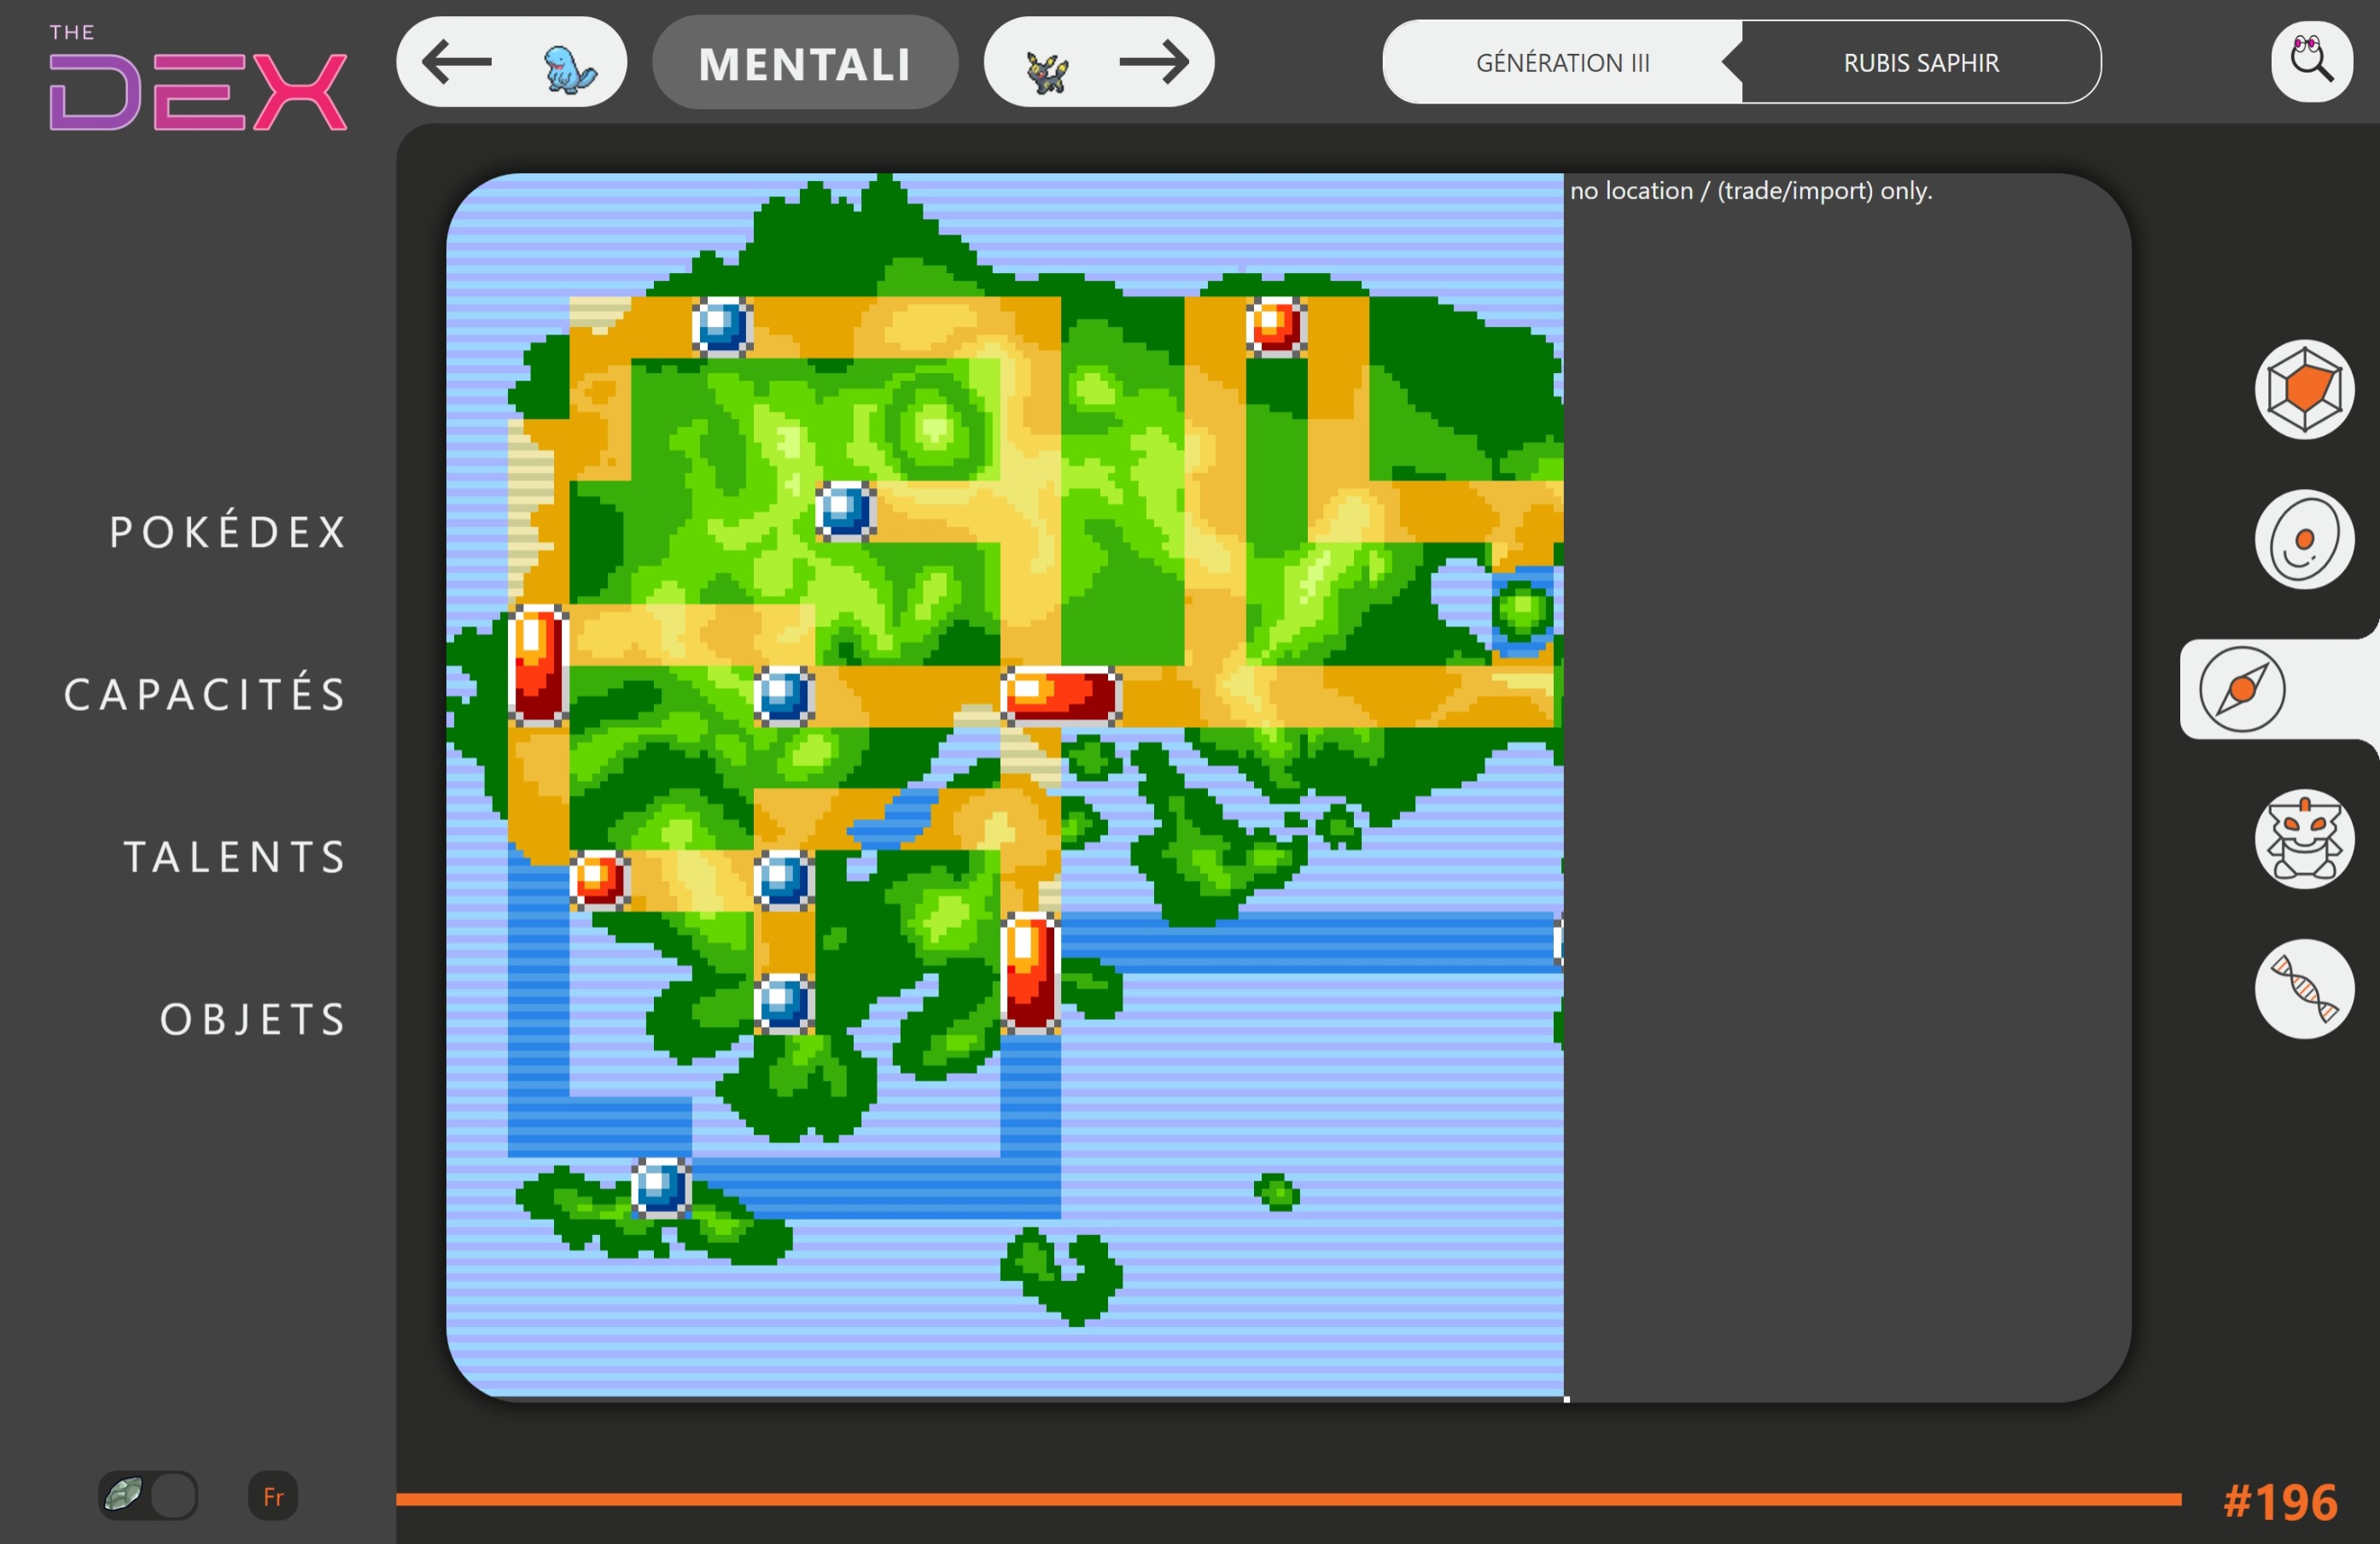 THE
DEX
MENTALI
GÉNÉRATION III
RUBIS SAPHIR
no location / (trade/import) only.
POKÉDEX
CAPACITÉS
TALENTS
OBJETS
Fr
#196